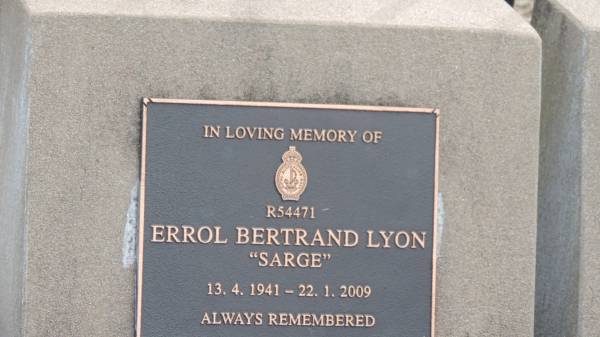 IN LOVING MEMORY OF
R54471
ERROL BERTRAND LYON
“SARGE”
13. 4. 1941 – 22. 1. 2009
ALWAYS REMEMBERED